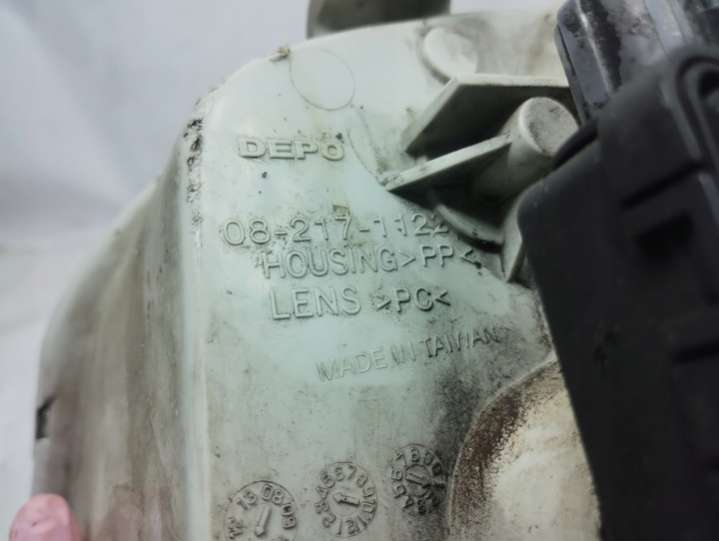 DEPO
08-217-1122
HOUSING>PP<
LENS >PC<
MADE IN TAIWAN